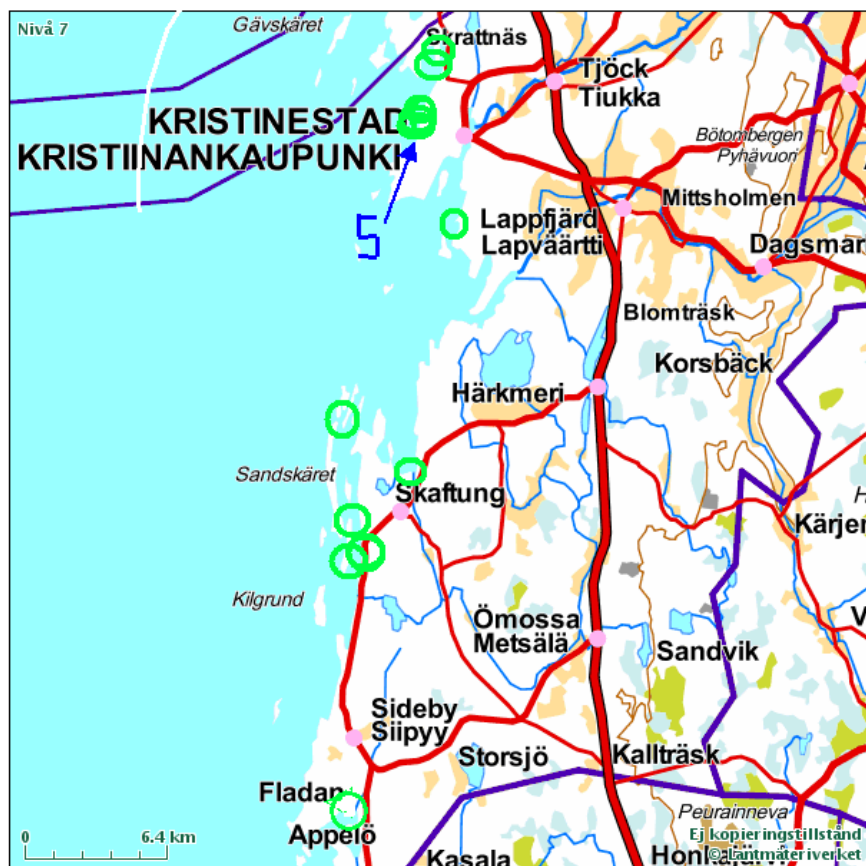 Nivå 7
Gävskäret
Skrattnäs
Tjöck
Tiukka
KRISTINESTAD
KRISTIINANKAUPUNKI
Bötombergen
Pyhävuori
5
Mittsholmen
Lappfjärd
Lapväärtti
Dagsmar
Blomträsk
Korsbäck
Härkmeri
Sandskäret
Skaftung
H
Kärjen
Kilgrund
Ömossa
Metsälä
V
Sandvik
Sideby
Siipyy
Storsjö
Kallträsk
Fladan
Peurainneva
Appelö
0 6.4 km
Ej kopieringstillstånd
© Lantmäteriverket
Kasala